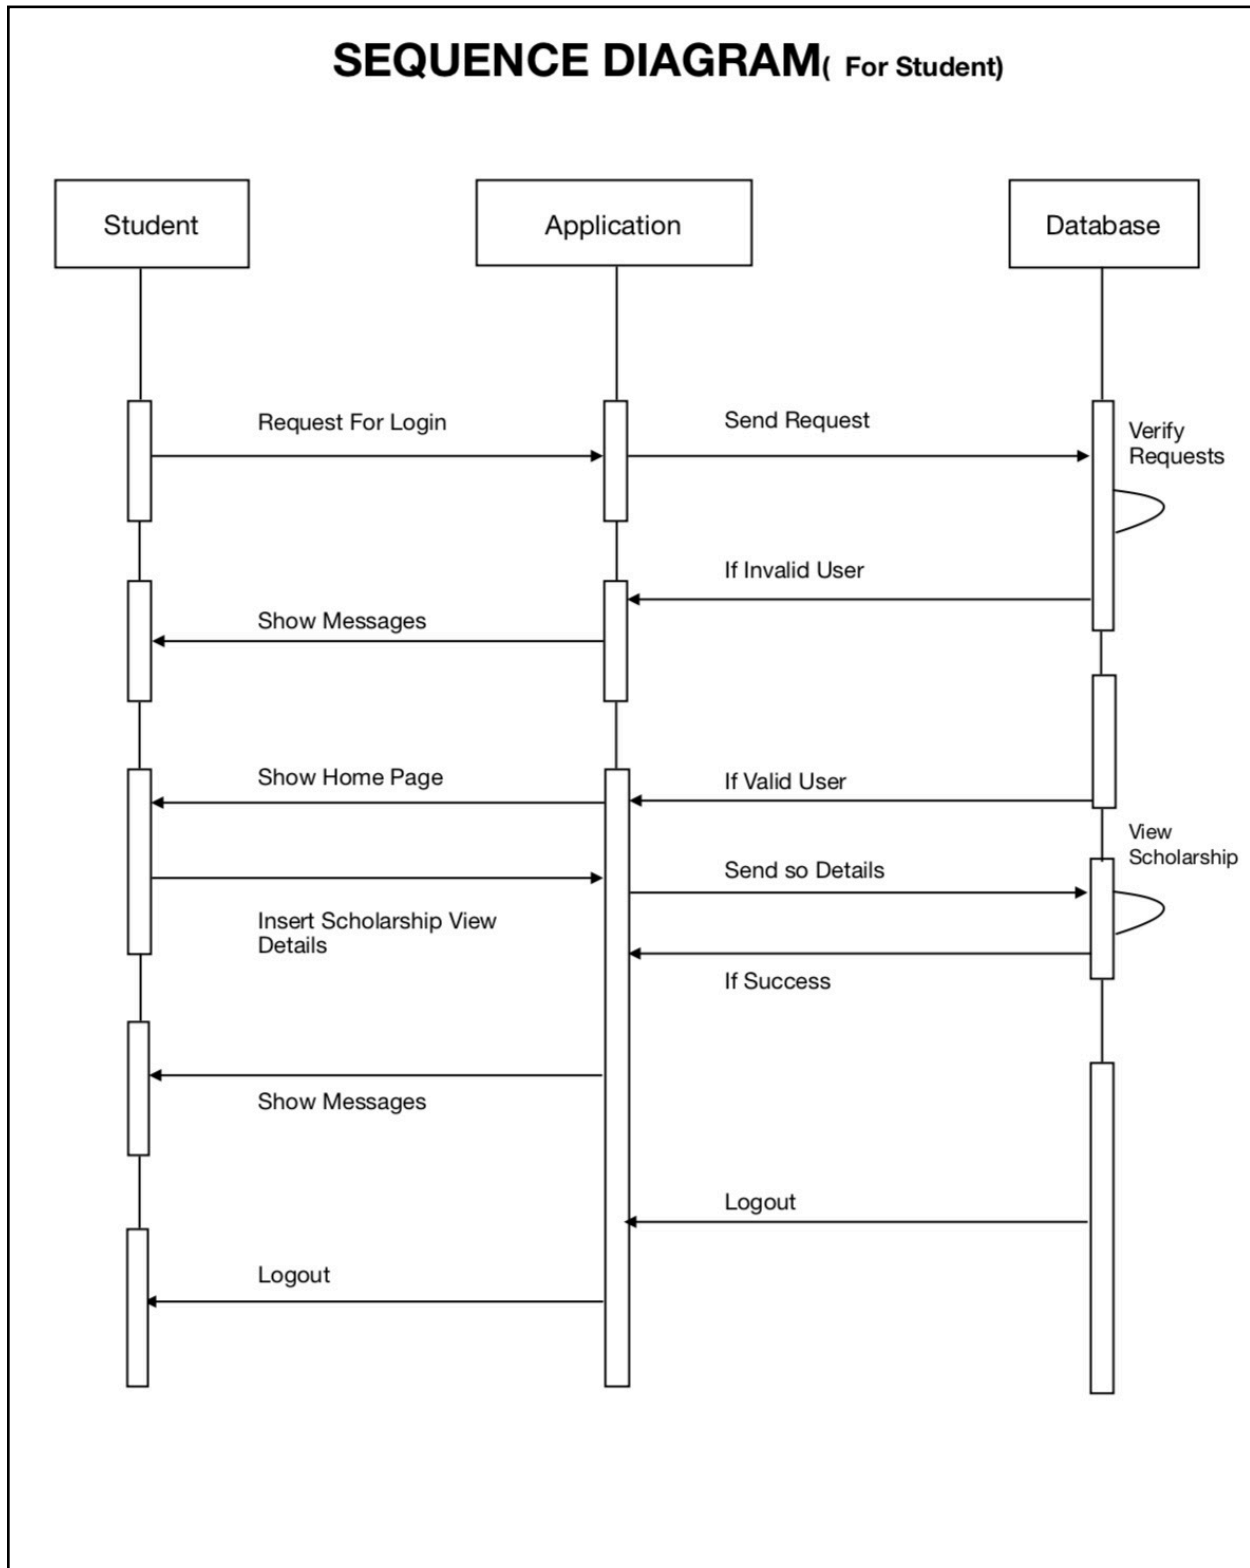 SEQUENCE DIAGRAM( For Student)
Student
Application
Database
Request For Login
Send Request
Verify
Requests
If Invalid User
Show Messages
Show Home Page
If Valid User
View
Scholarship
Send so Details
Insert Scholarship View
Details
If Success
Show Messages
Logout
Logout